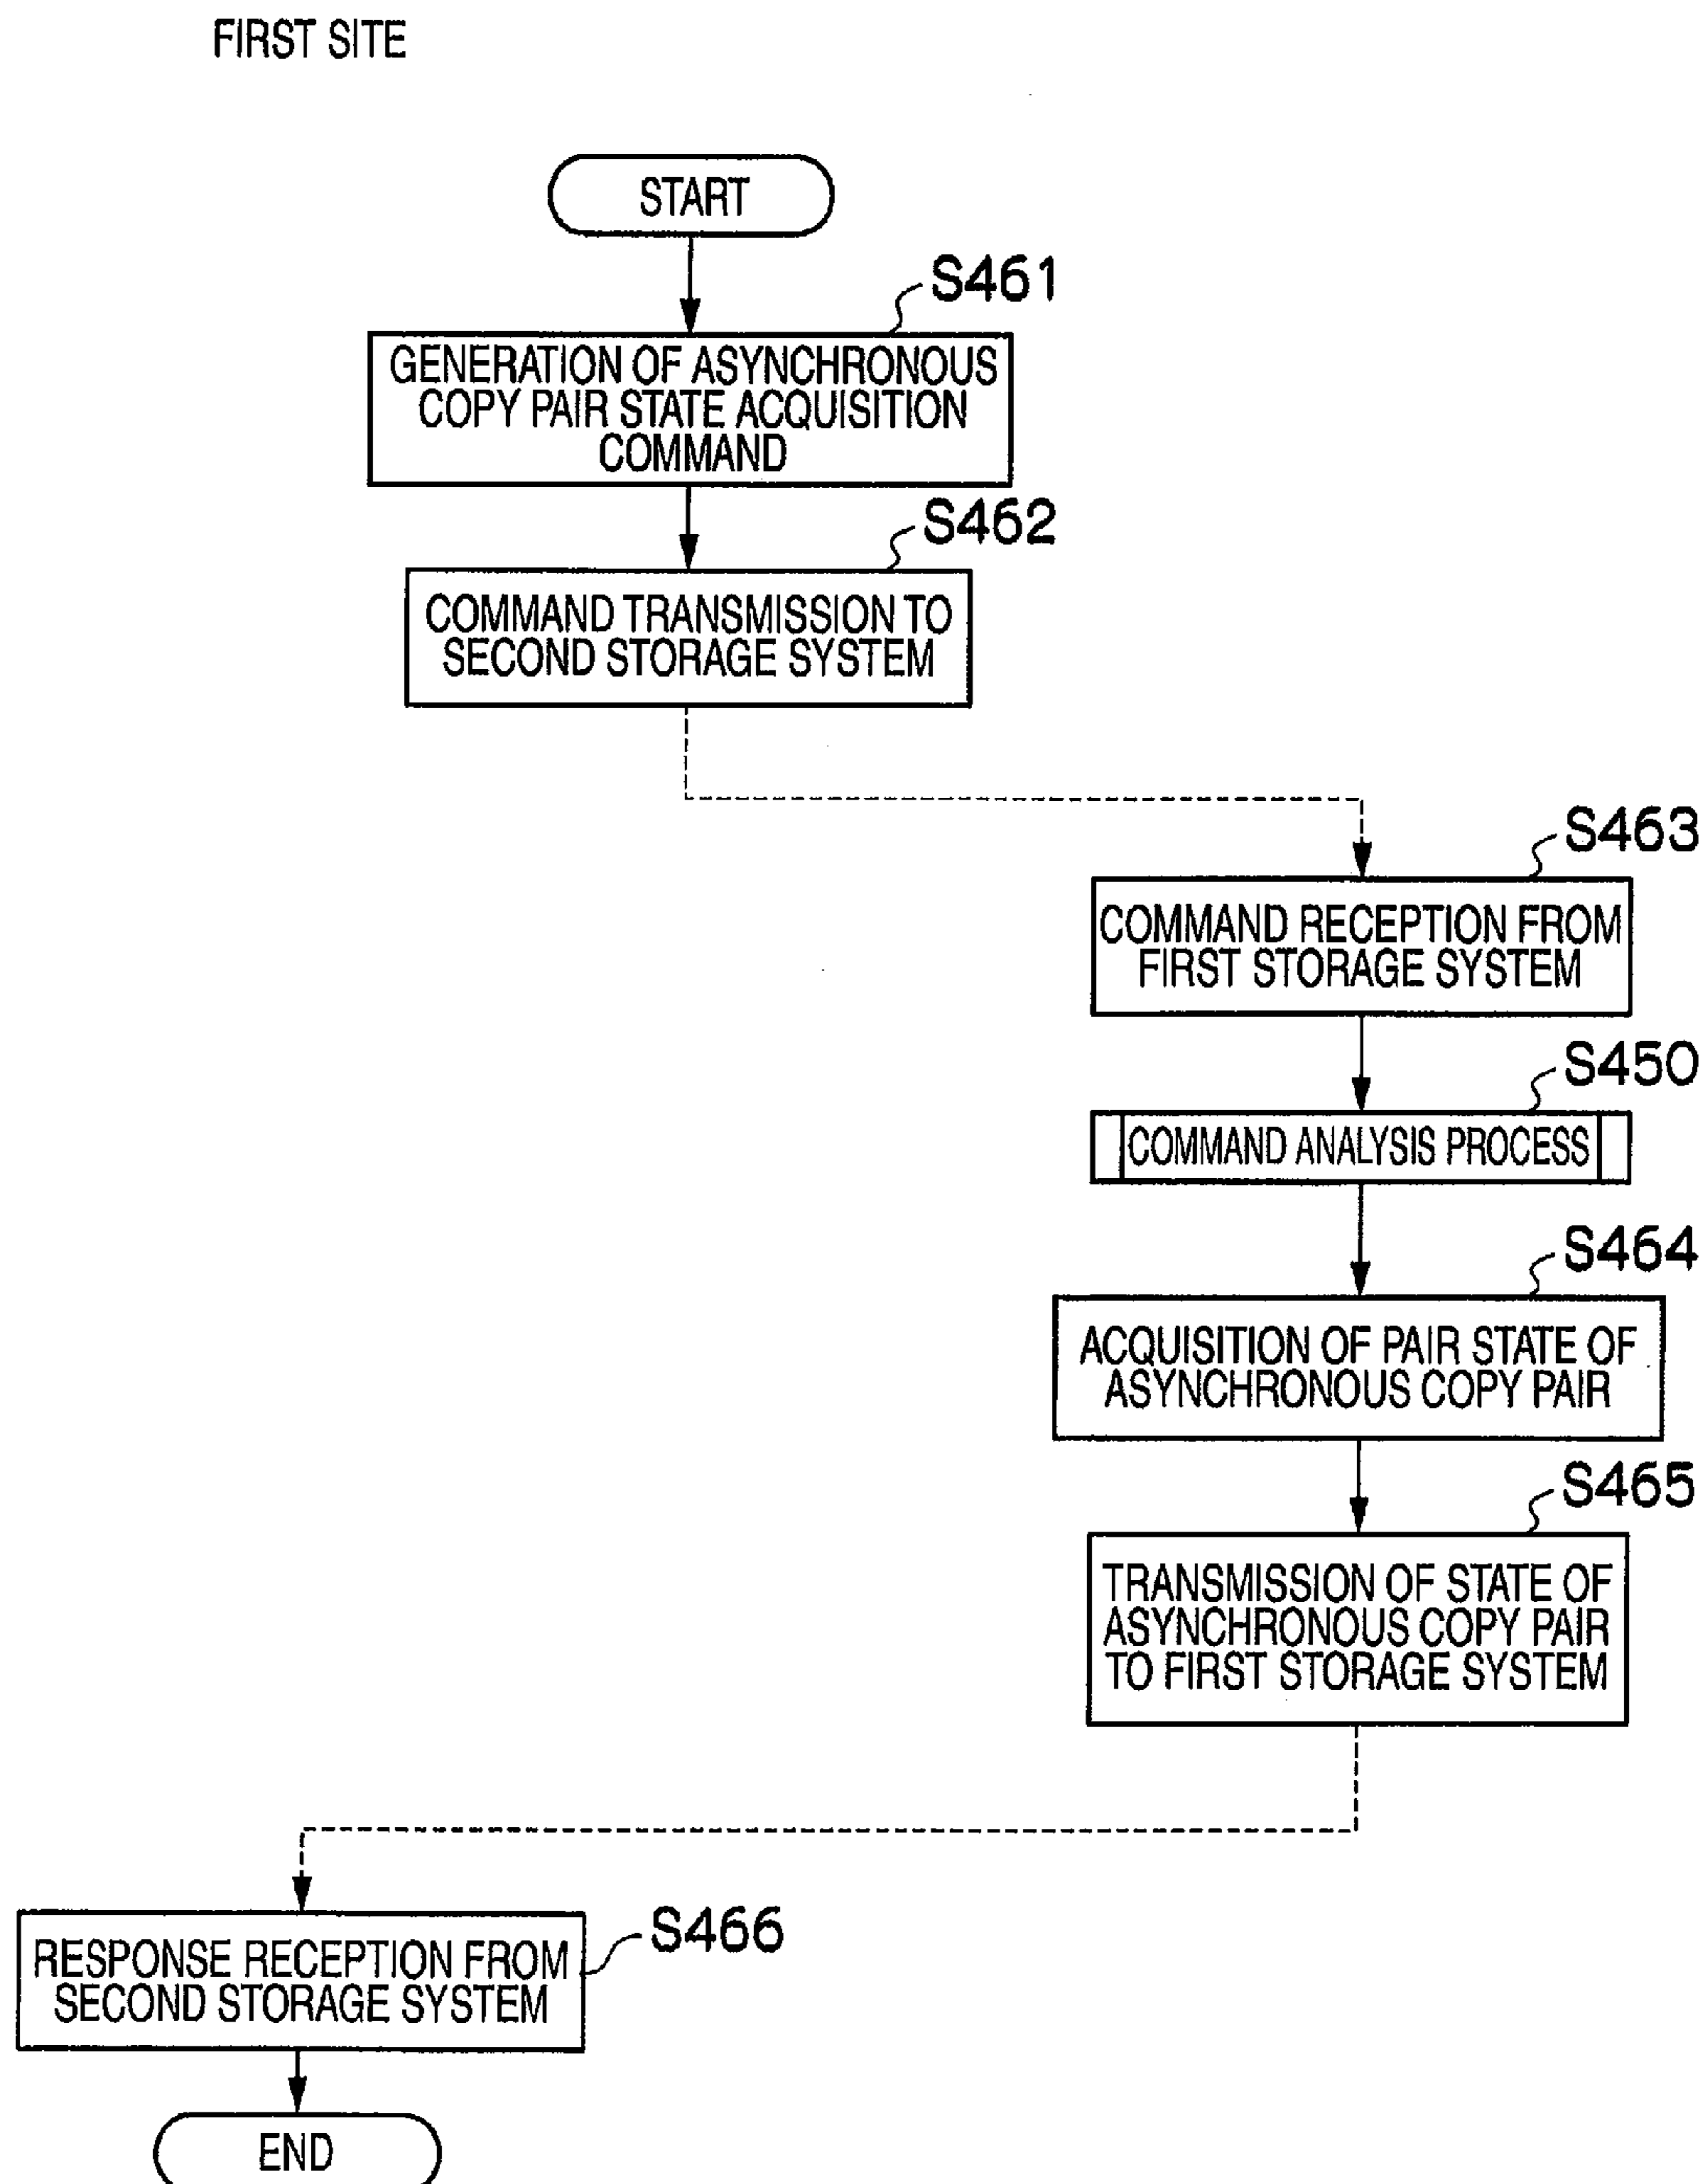 FIRST SITE
START
S461
GENERATION OF ASYNCHRONOUS
COPY PAIR STATE ACQUISITION
COMMAND
S462
COMMAND TRANSMISSION TO
SECOND STORAGE SYSTEM
S463
COMMAND RECEPTION FROM
FIRST STORAGE SYSTEM
S450
COMMAND ANALYSIS PROCESS
S464
ACQUISITION OF PAIR STATE OF
ASYNCHRONOUS COPY PAIR
S465
TRANSMISSION OF STATE OF
ASYNCHRONOUS COPY PAIR
TO FIRST STORAGE SYSTEM
S466
RESPONSE RECEPTION FROM
SECOND STORAGE SYSTEM
END